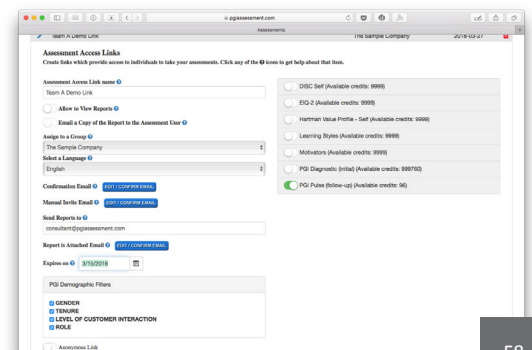 pgiassessment.com
Assessments
Team A Demo Link The Sample Company 2018-03-27
Assessment Access Links
Create links which provide access to individuals to take your assessments. Click any of the ? icons to get help about that item.
Assessment Access Link name ?
Team A Demo Link
Allow to View Reports ?
Email a Copy of the Report to the Assessment User ?
Assign to a Group ?
The Sample Company
Select a Language ?
English
Confirmation Email ? EDIT / CONFIRM EMAIL
Manual Invite Email ? EDIT / CONFIRM EMAIL
Send Reports to ?
consultant@pgiassessment.com
Report is Attached Email ? EDIT / CONFIRM EMAIL
Expires on ? 3/15/2018
PGI Demographic Filters
GENDER
TENURE
LEVEL OF CUSTOMER INTERACTION
ROLE
Anonymous Link
DISC Self (Available credits: 9999)
EIQ-2 (Available credits: 9999)
Hartman Value Profile - Self (Available credits: 9999)
Learning Styles (Available credits: 9999)
Motivators (Available credits: 9999)
PGI Diagnostic (initial) (Available credits: 999760)
PGI Pulse (follow-up) (Available credits: 96)